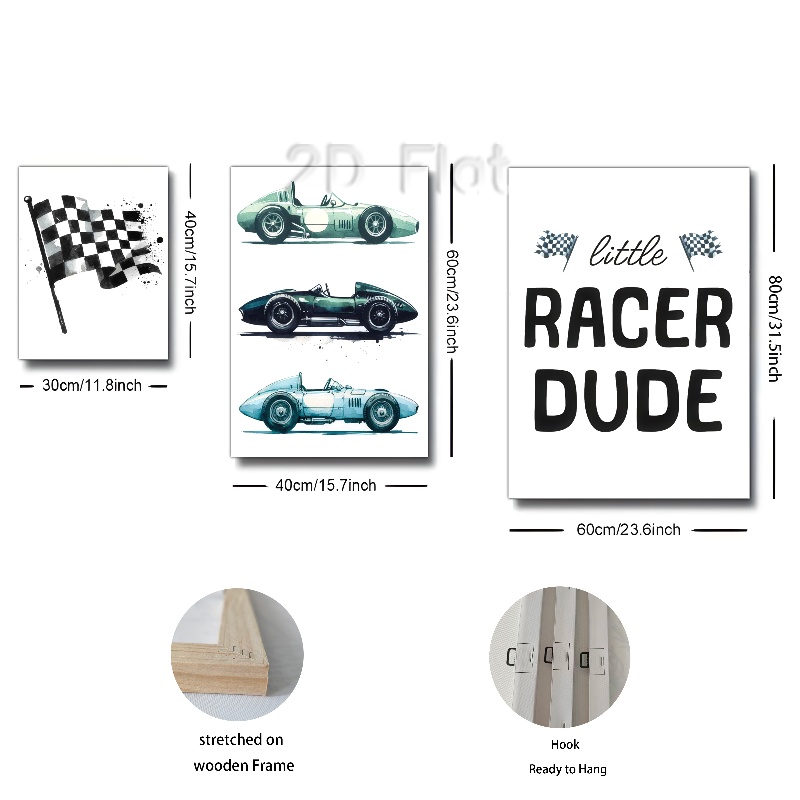 2D Flat
40cm/15.7inch
30cm/11.8inch
60cm/23.6inch
40cm/15.7inch
little
RACER
DUDE
80cm/31.5inch
60cm/23.6inch
stretched on
wooden Frame
Hook
Ready to Hang